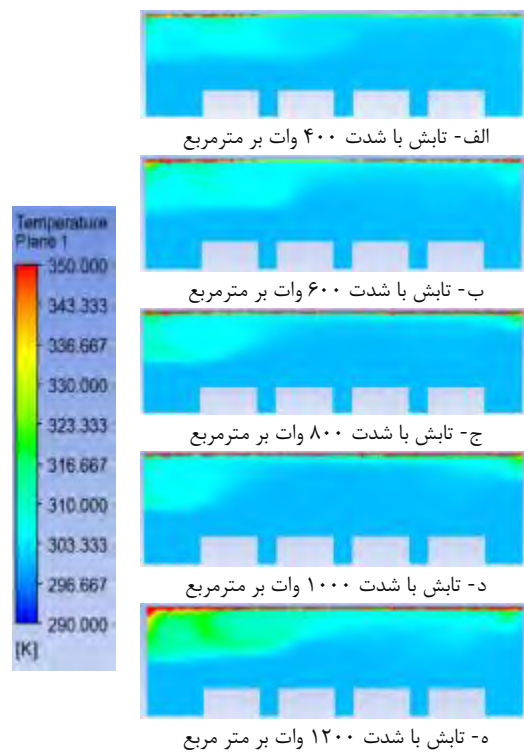 الف- تابش با شدت ۴۰۰ وات بر مترمربع
ب- تابش با شدت ۶۰۰ وات بر مترمربع
ج- تابش با شدت ۸۰۰ وات بر مترمربع
د- تابش با شدت ۱۰۰۰ وات بر مترمربع
ه- تابش با شدت ۱۲۰۰ وات بر متر مربع
Temperature
Plane 1
350.000
343.333
336.667
330.000
323.333
316.667
310.000
303.333
296.667
290.000
[K]